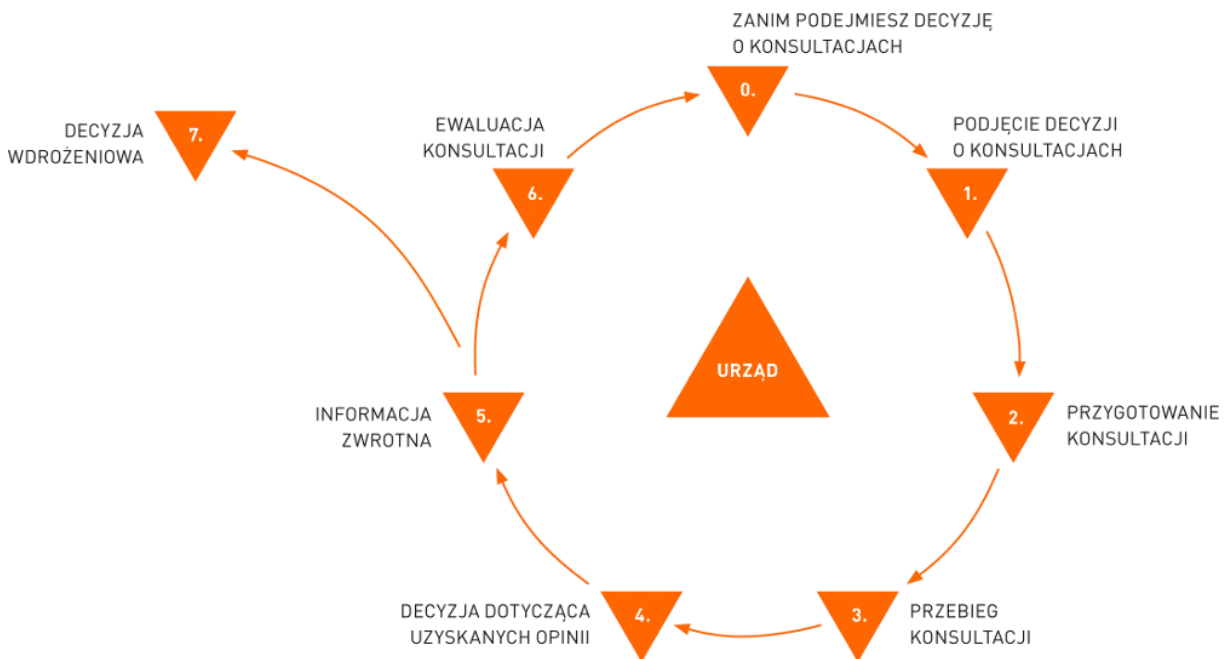 ZANIM PODEJMIESZ DECYZJĘ
O KONSULTACJACH
0.
PODJĘCIE DECYZJI
O KONSULTACJACH
1.
2.
PRZYGOTOWANIE
KONSULTACJI
3.
PRZEBIEG
KONSULTACJI
DECYZJA DOTYCZĄCA
UZYSKANYCH OPINII
4.
INFORMACJA
ZWROTNA
5.
EWALUACJA
KONSULTACJI
6.
DECYZJA
WDROŻENIOWA
7.
URZĄD